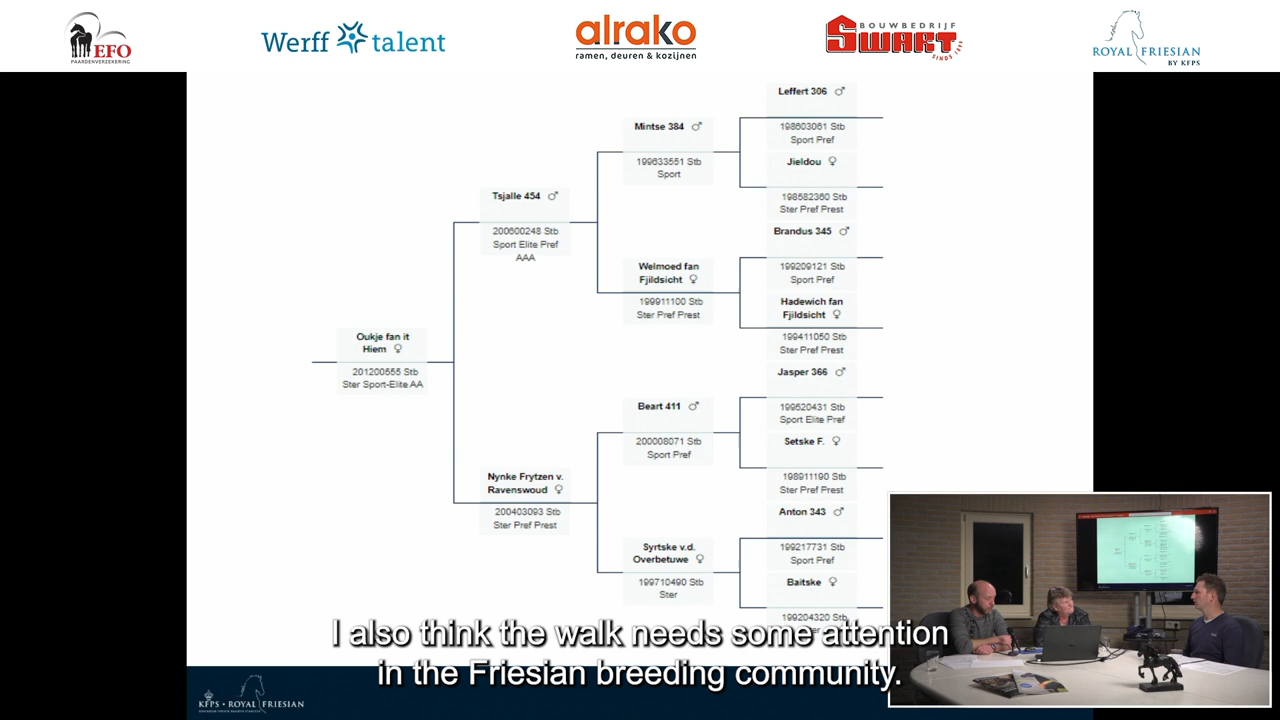 EFO
PAARDENVERZEKERING
Werff talent
alrako
ramen, deuren & kozijnen
BOUWBEDRIJF
SWART
SINDS 1898
ROYAL FRIESIAN
BY KFPS
Leffert 306 ♂
198603061 Stb
Sport Pref
Mintse 384 ♂
199633551 Stb
Sport
Jieldou ♀
198582360 Stb
Ster Pref Prest
Tsjalle 454 ♂
200600248 Stb
Sport Elite Pref
AAA
Brandus 345 ♂
199209121 Stb
Sport Pref
Welmoed fan
Fjildsicht ♀
199911100 Stb
Ster Pref Prest
Hadewich fan
Fjildsicht ♀
199411050 Stb
Ster Pref Prest
Oukje fan it
Hiem ♀
201200555 Stb
Ster Sport-Elite AA
Jasper 366 ♂
199520431 Stb
Sport Elite Pref
Beart 411 ♂
200008071 Stb
Sport Pref
Setske F. ♀
198911190 Stb
Ster Pref Prest
Nynke Frytzen v.
Ravenswoud ♀
200403093 Stb
Ster Pref Prest
Anton 343 ♂
199217731 Stb
Sport Pref
Syrtske v.d.
Overbetuwe ♀
199710490 Stb
Ster
Baitske ♀
199204320 Stb
I also think the walk needs some attention
in the Friesian breeding community.
KFPS • ROYAL FRIESIAN